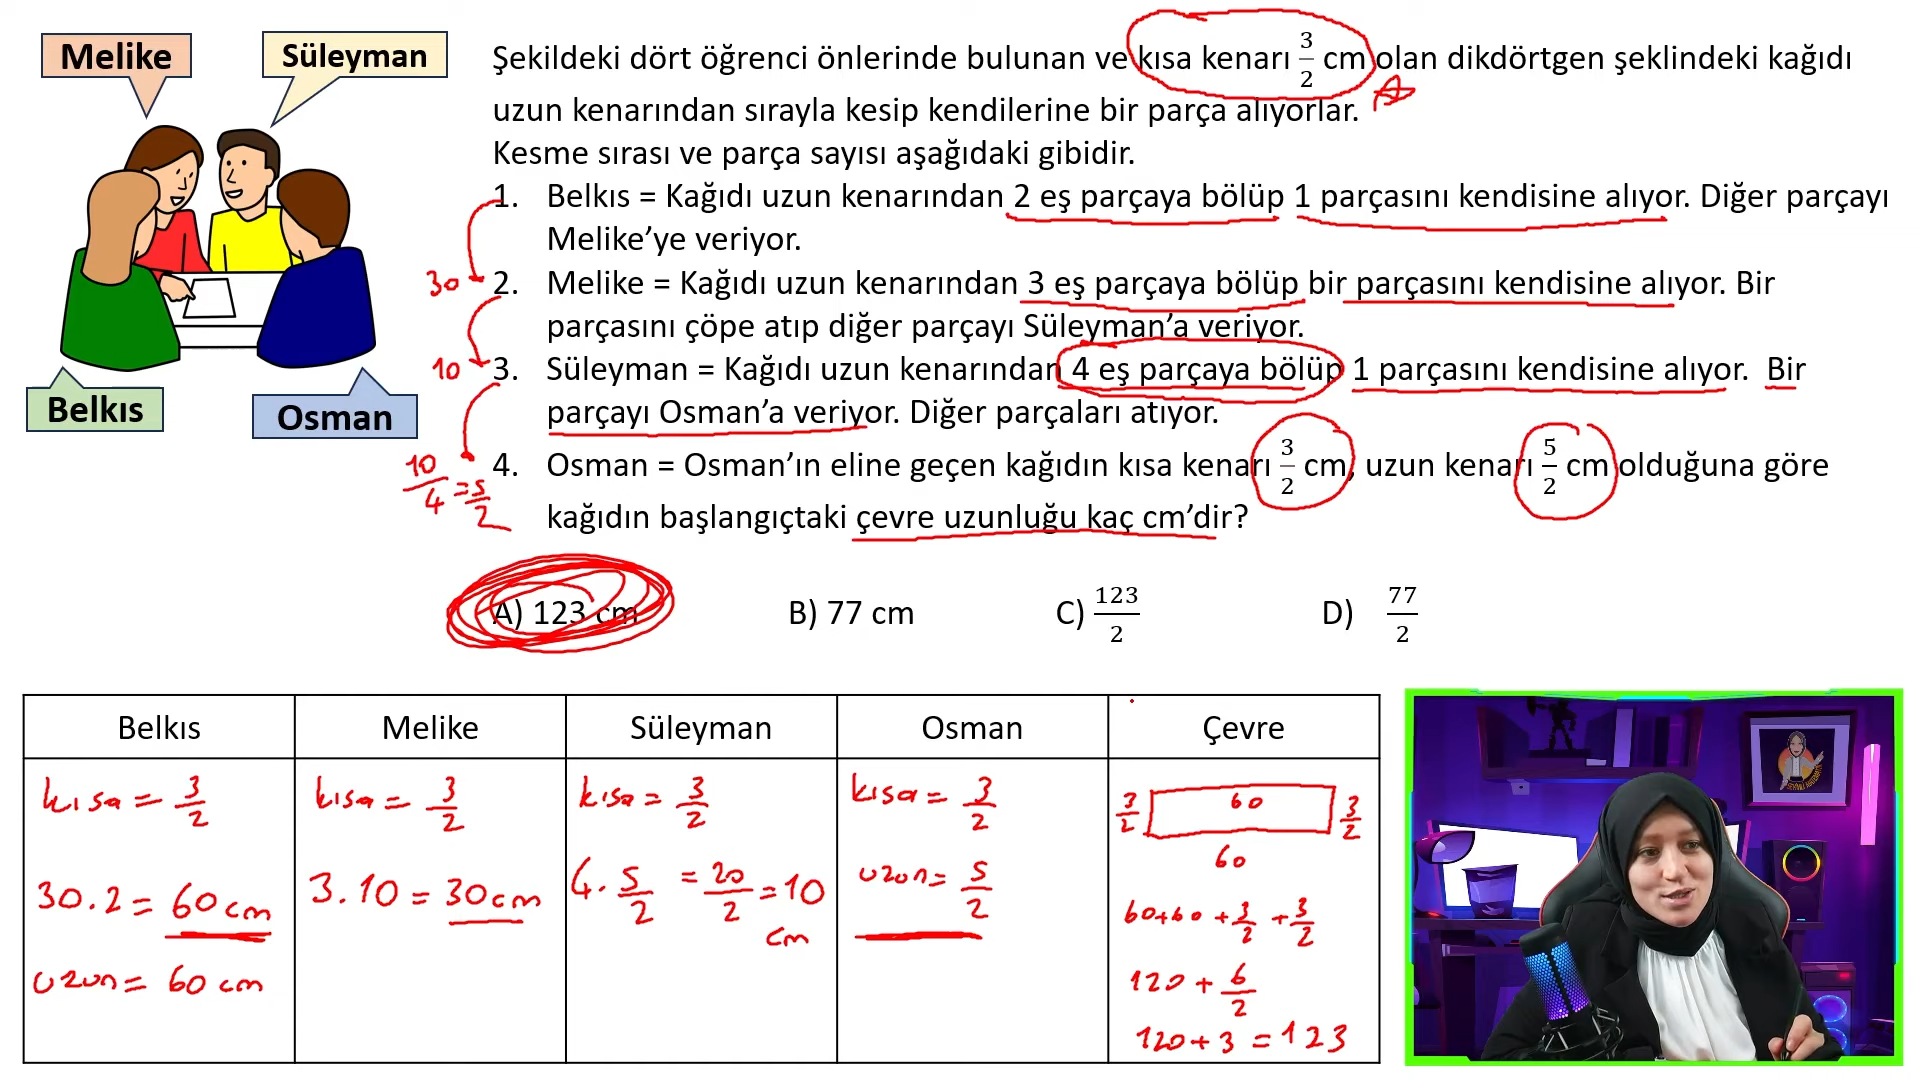 Melike
Süleyman
Belkıs
Osman
Şekildeki dört öğrenci önlerinde bulunan ve kısa kenarı 3/2 cm olan dikdörtgen şeklindeki kağıdı
uzun kenarından sırayla kesip kendilerine bir parça alıyorlar.
Kesme sırası ve parça sayısı aşağıdaki gibidir.
1. Belkıs = Kağıdı uzun kenarından 2 eş parçaya bölüp 1 parçasını kendisine alıyor. Diğer parçayı
Melike’ye veriyor.
30 2. Melike = Kağıdı uzun kenarından 3 eş parçaya bölüp bir parçasını kendisine alıyor. Bir
parçasını çöpe atıp diğer parçayı Süleyman’a veriyor.
10 3. Süleyman = Kağıdı uzun kenarından 4 eş parçaya bölüp 1 parçasını kendisine alıyor. Bir
parçayı Osman’a veriyor. Diğer parçaları atıyor.
10/4 = 5/2
4. Osman = Osman’ın eline geçen kağıdın kısa kenarı 3/2 cm, uzun kenarı 5/2 cm olduğuna göre
kağıdın başlangıçtaki çevre uzunluğu kaç cm’dir?
A) 123 cm B) 77 cm C) 123/2 D) 77/2
Belkıs Melike Süleyman Osman Çevre
kısa = 3/2
30.2 = 60 cm
uzun = 60 cm
kısa = 3/2
3.10 = 30 cm
kısa = 3/2
4. 5/2 = 20/2 = 10
cm
kısa = 3/2
uzun = 5/2
3/2 60 3/2
60
60+60 + 3/2 + 3/2
120 + 6/2
120 + 3 = 123